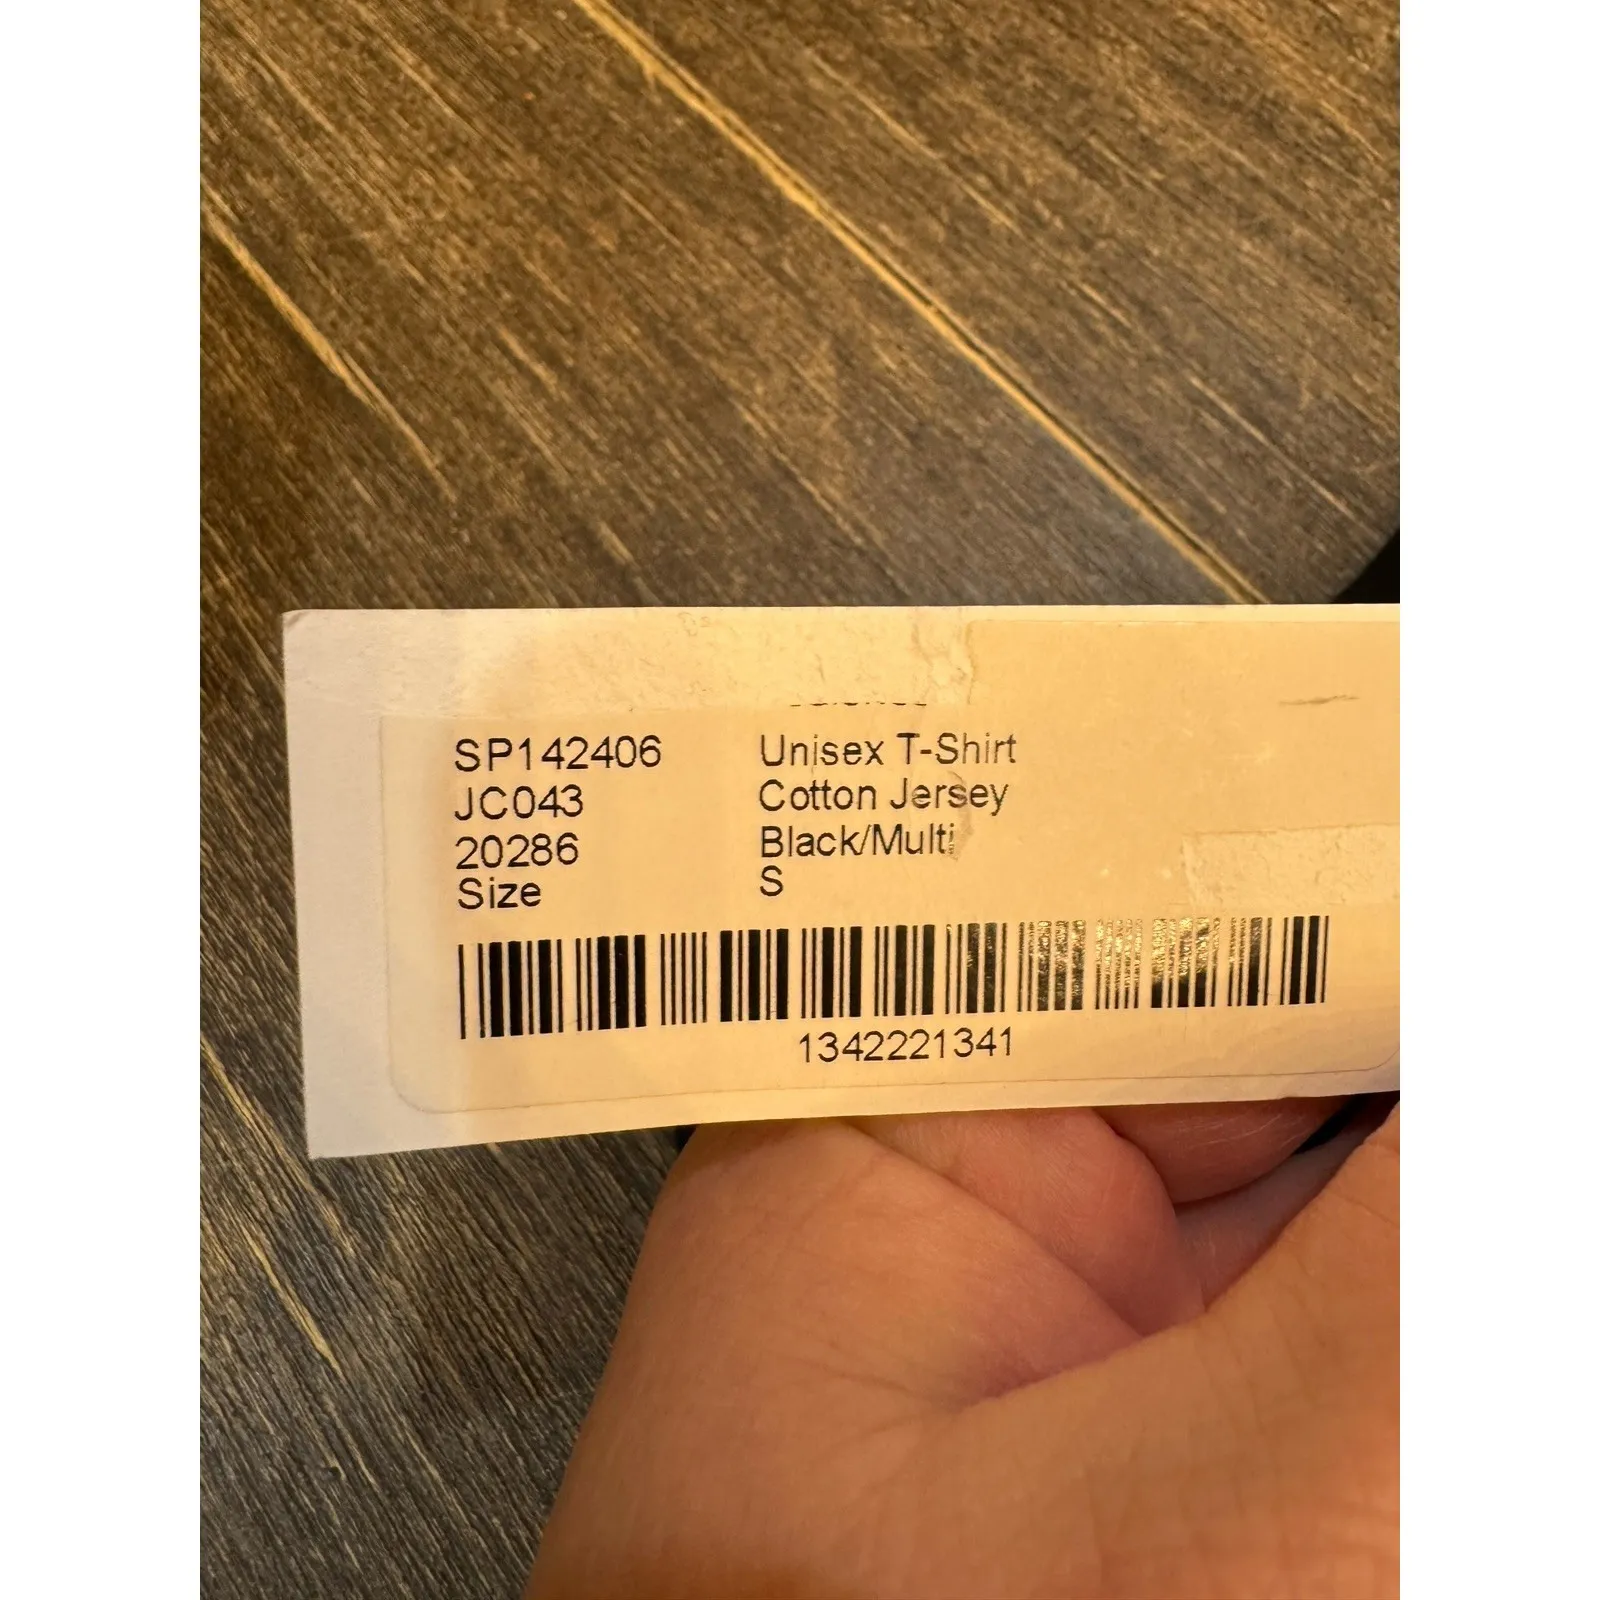 SP142406 Unisex T-Shirt
JC043 Cotton Jersey
20286 Black/Multi
Size S
1342221341